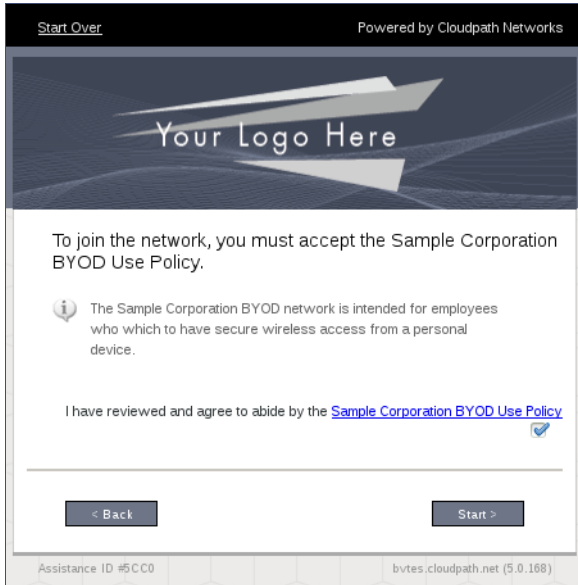 Start Over
Powered by Cloudpath Networks
Your Logo Here
To join the network, you must accept the Sample Corporation
BYOD Use Policy.
The Sample Corporation BYOD network is intended for employees
who which to have secure wireless access from a personal
device.
I have reviewed and agree to abide by the Sample Corporation BYOD Use Policy
< Back
Start >
Assistance ID #5CC0
bvtes.cloudpath.net (5.0.168)